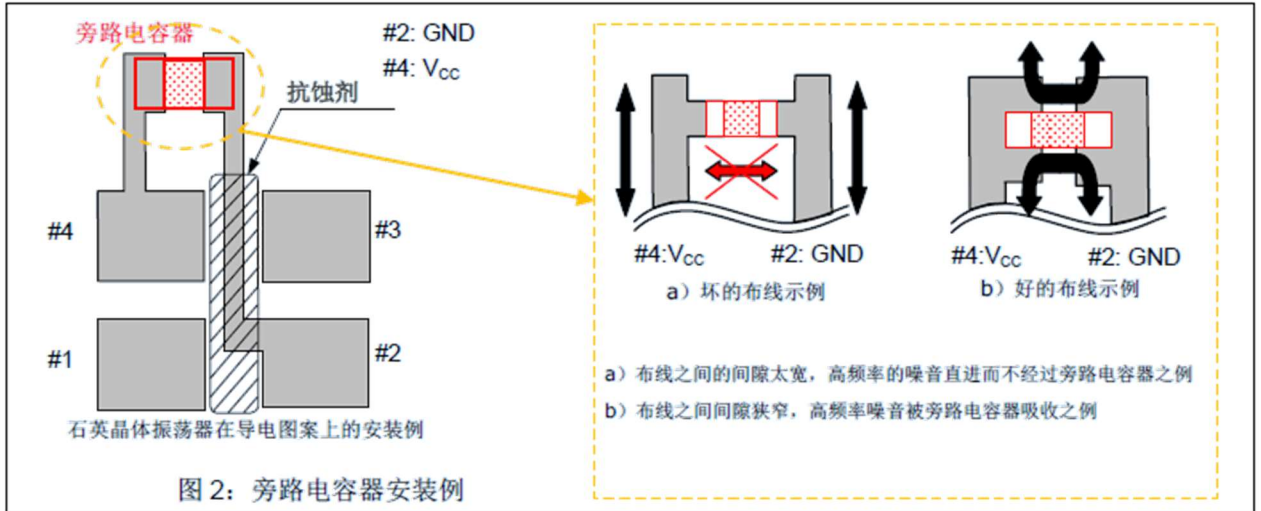 旁路电容器
#2: GND
#4: VCC
抗蚀剂
#4
#3
#1
#2
石英晶体振荡器在导电图案上的安装例
图 2：旁路电容器安装例
#4:VCC
#2: GND
a）坏的布线示例
#4:VCC
#2: GND
b）好的布线示例
a）布线之间的间隙太宽，高频率的噪音直进而不经过旁路电容器之例
b）布线之间间隙狭窄，高频率噪音被旁路电容器吸收之例